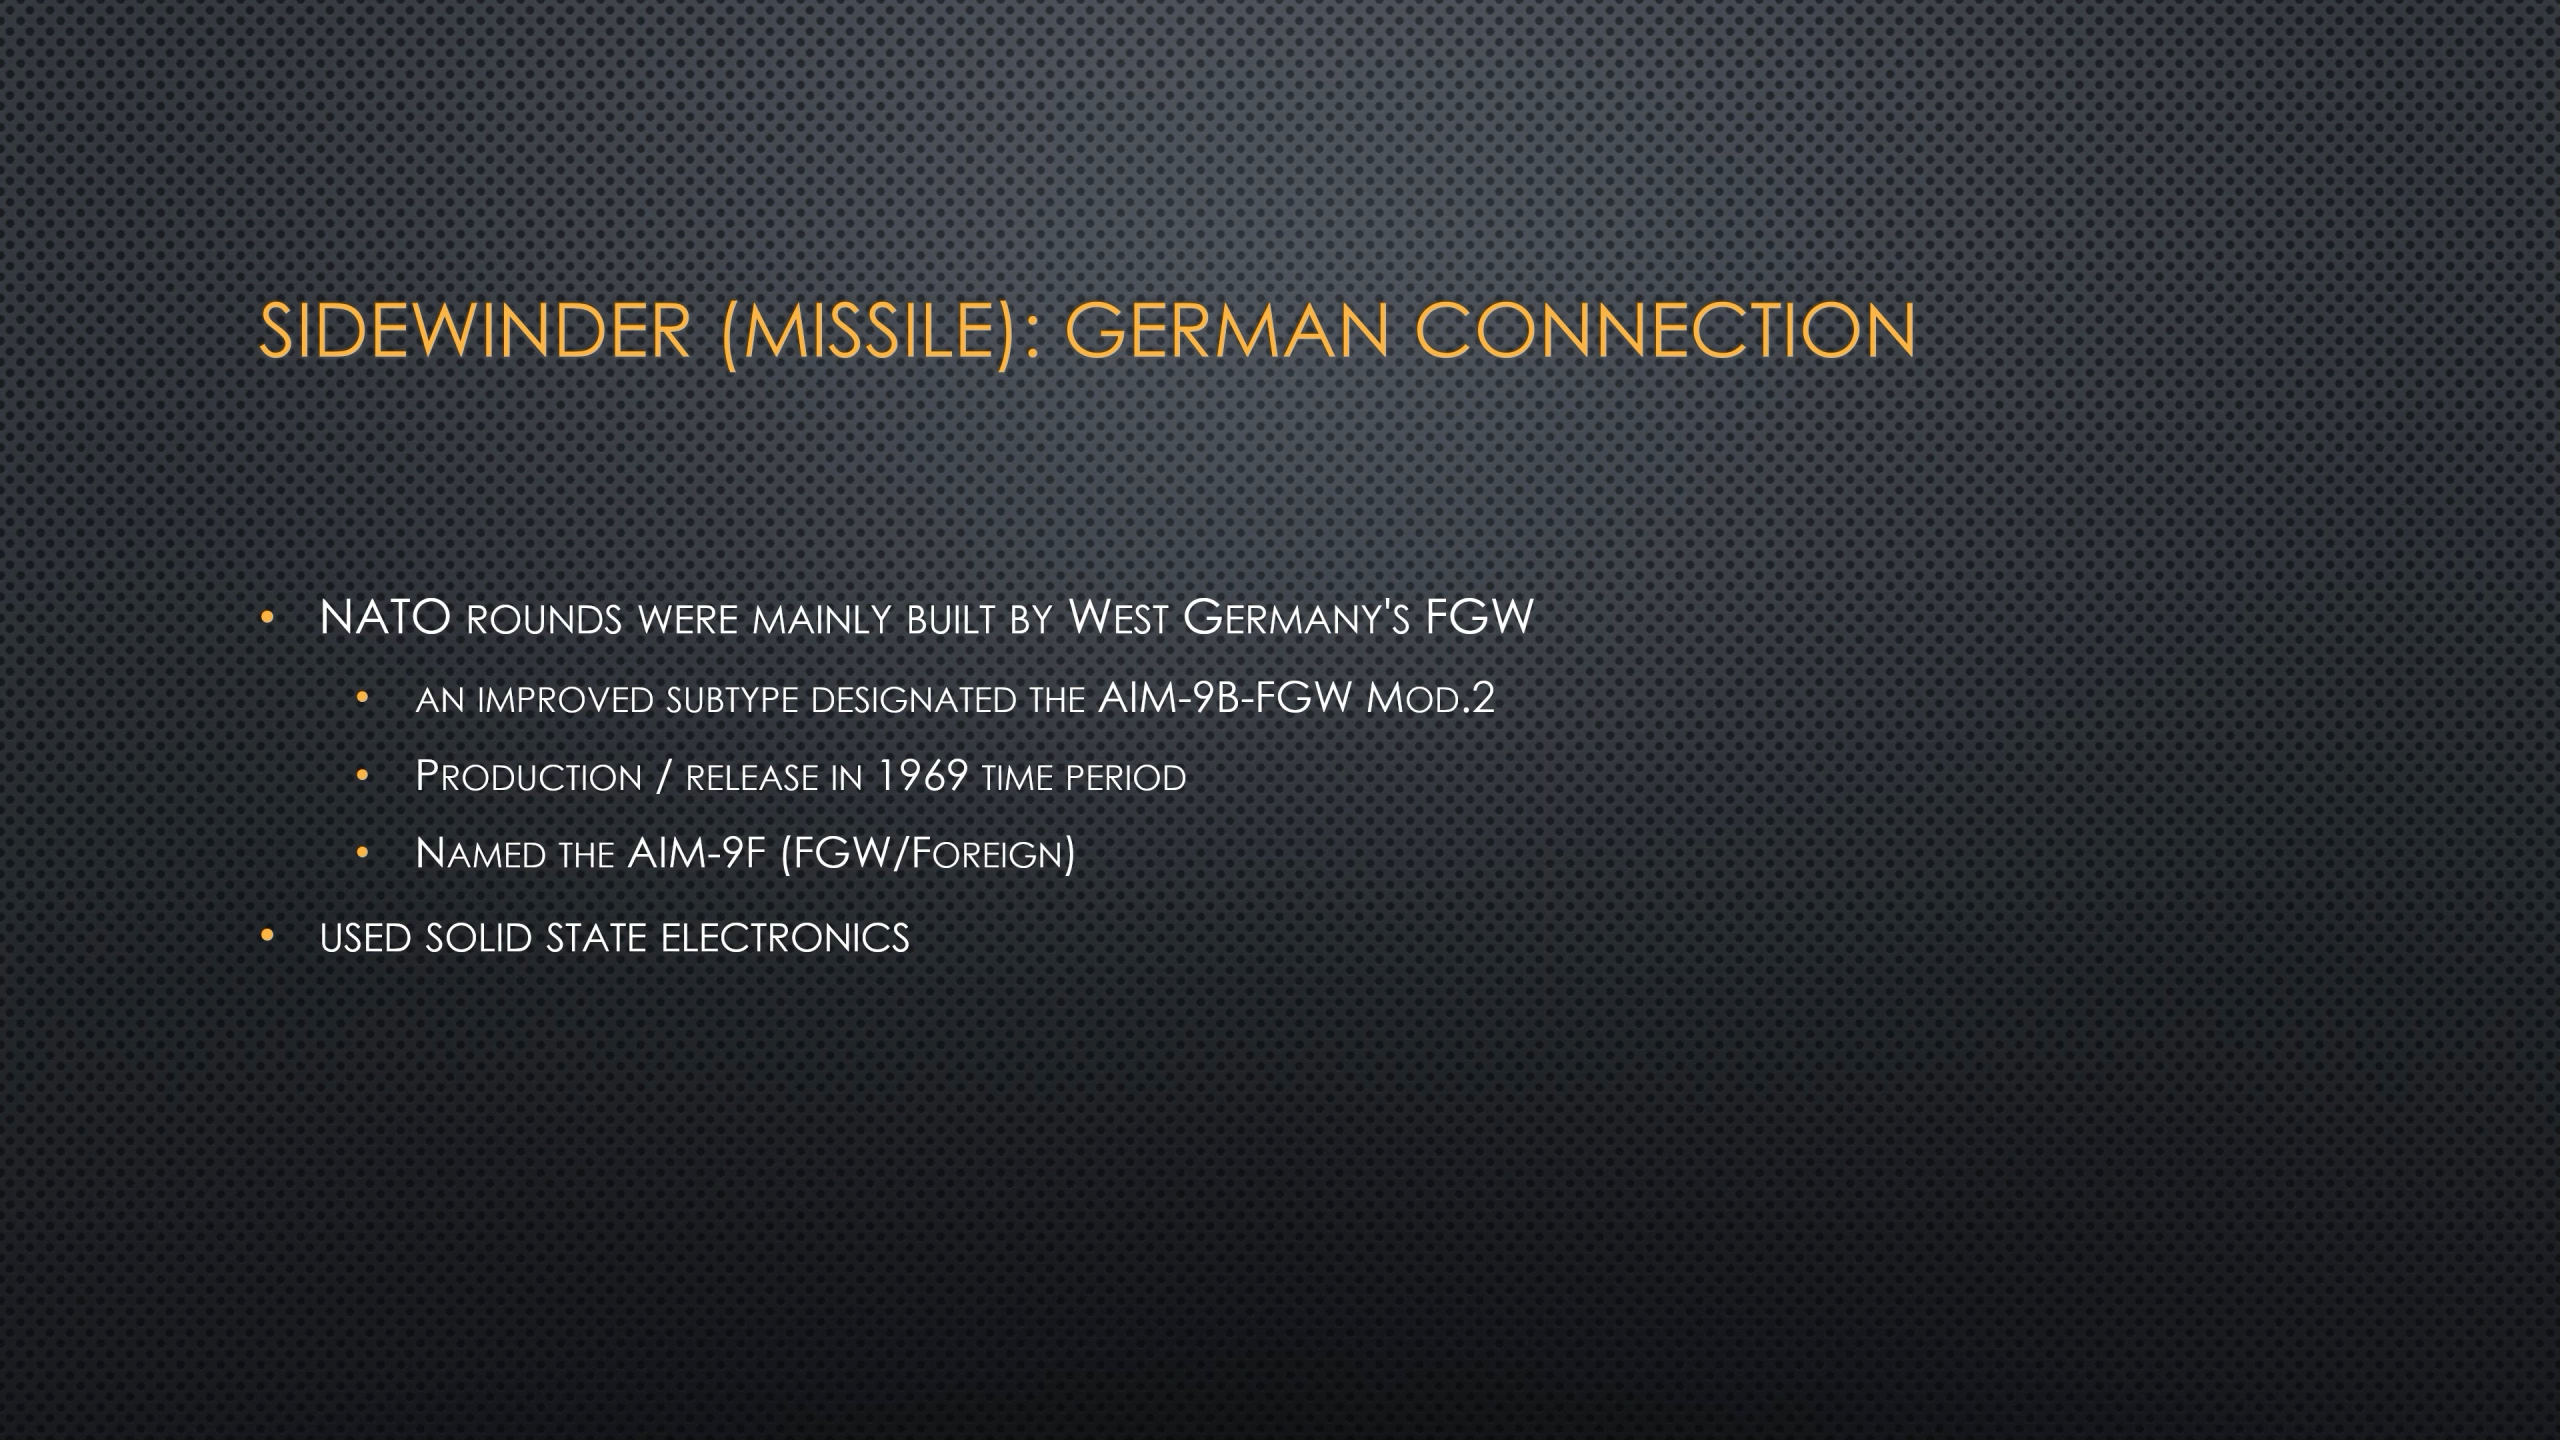 SIDEWINDER (MISSILE): GERMAN CONNECTION
• NATO ROUNDS WERE MAINLY BUILT BY WEST GERMANY'S FGW
• AN IMPROVED SUBTYPE DESIGNATED THE AIM-9B-FGW MOD.2
• PRODUCTION / RELEASE IN 1969 TIME PERIOD
• NAMED THE AIM-9F (FGW/FOREIGN)
• USED SOLID STATE ELECTRONICS